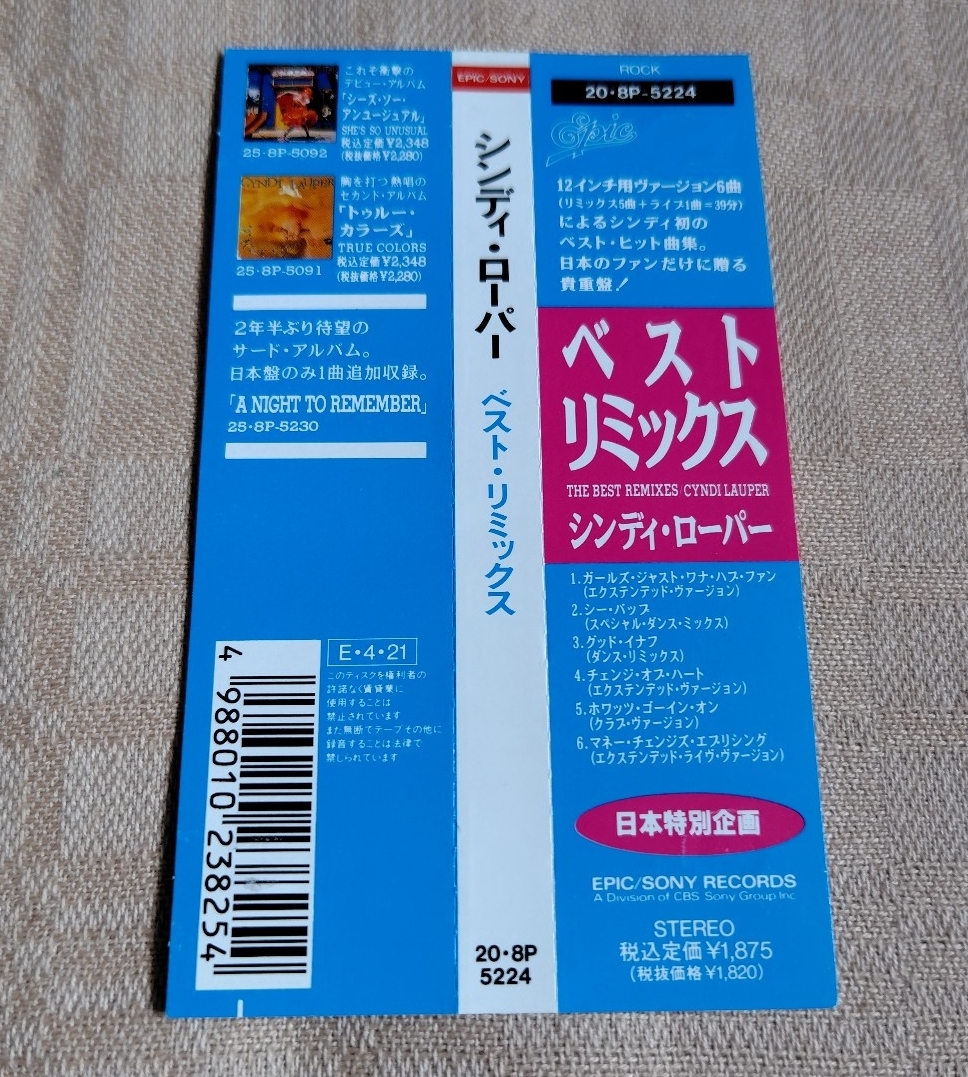 これぞ衝撃の
デビュー・アルバム
「シーズ・ソー・
アンユージュアル」
SHE'S SO UNUSUAL
税込定価¥2,348
(税抜価格¥2,280)
25・8P-5092
CYNDI LAUPER
胸を打つ熱唱の
セカンド・アルバム
「トゥルー・
カラーズ」
TRUE COLORS
税込定価¥2,348
(税抜価格¥2,280)
25・8P-5091
2年半ぶり待望の
サード・アルバム。
日本盤のみ1曲追加収録。
「A NIGHT TO REMEMBER」
25・8P-5230
E・4・21
このディスクを権利者の
許諾なく賃貸業に
使用することは
禁止されています
また無断でテープその他に
録音することは法律で
禁じられています
4 988010 238254
EPIC/SONY
シンディ・ローパー
ベスト・リミックス
20・8P
5224
ROCK
20・8P-5224
Epic
12インチ用ヴァージョン6曲
(リミックス5曲+ライブ1曲=39分)
によるシンディ初の
ベスト・ヒット曲集。
日本のファンだけに贈る
貴重盤!
ベスト
リミックス
THE BEST REMIXES/CYNDI LAUPER
シンディ・ローパー
1.ガールズ・ジャスト・ワナ・ハブ・ファン
(エクステンデッド・ヴァージョン)
2.シー・バップ
(スペシャル・ダンス・ミックス)
3.グッド・イナフ
(ダンス・リミックス)
4.チェンジ・オブ・ハート
(エクステンデッド・ヴァージョン)
5.ホワッツ・ゴーイン・オン
(クラブ・ヴァージョン)
6.マネー・チェンジズ・エブリシング
(エクステンデッド・ライヴ・ヴァージョン)
日本特別企画
EPIC/SONY RECORDS
A Division of CBS Sony Group Inc
STEREO
税込定価¥1,875
(税抜価格¥1,820)